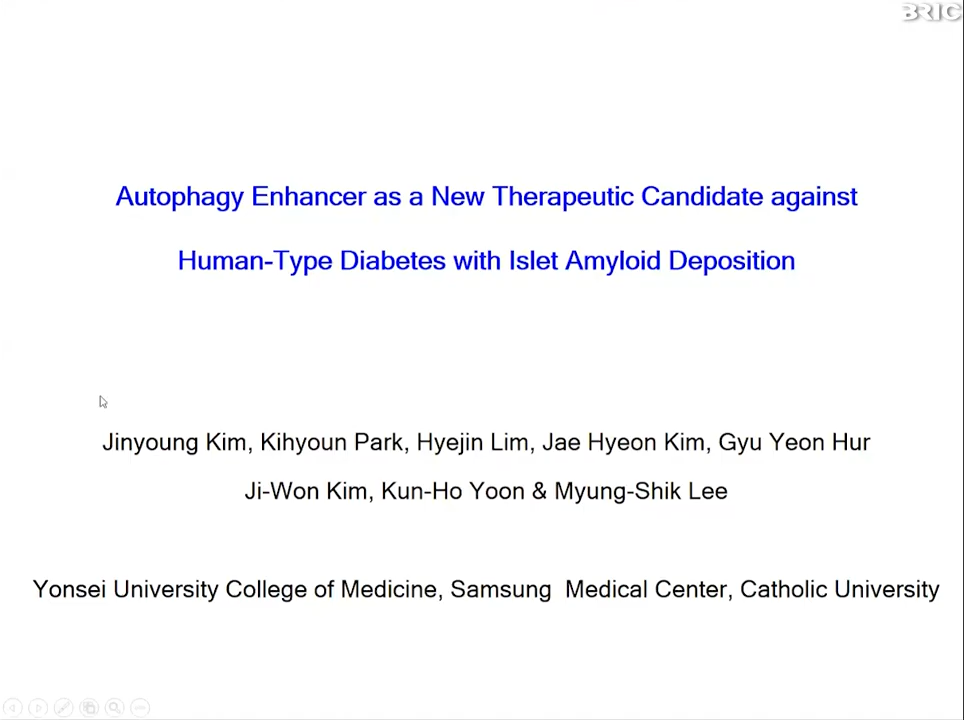 BRIC
Autophagy Enhancer as a New Therapeutic Candidate against
Human-Type Diabetes with Islet Amyloid Deposition
Jinyoung Kim, Kihyoun Park, Hyejin Lim, Jae Hyeon Kim, Gyu Yeon Hur
Ji-Won Kim, Kun-Ho Yoon & Myung-Shik Lee
Yonsei University College of Medicine, Samsung Medical Center, Catholic University